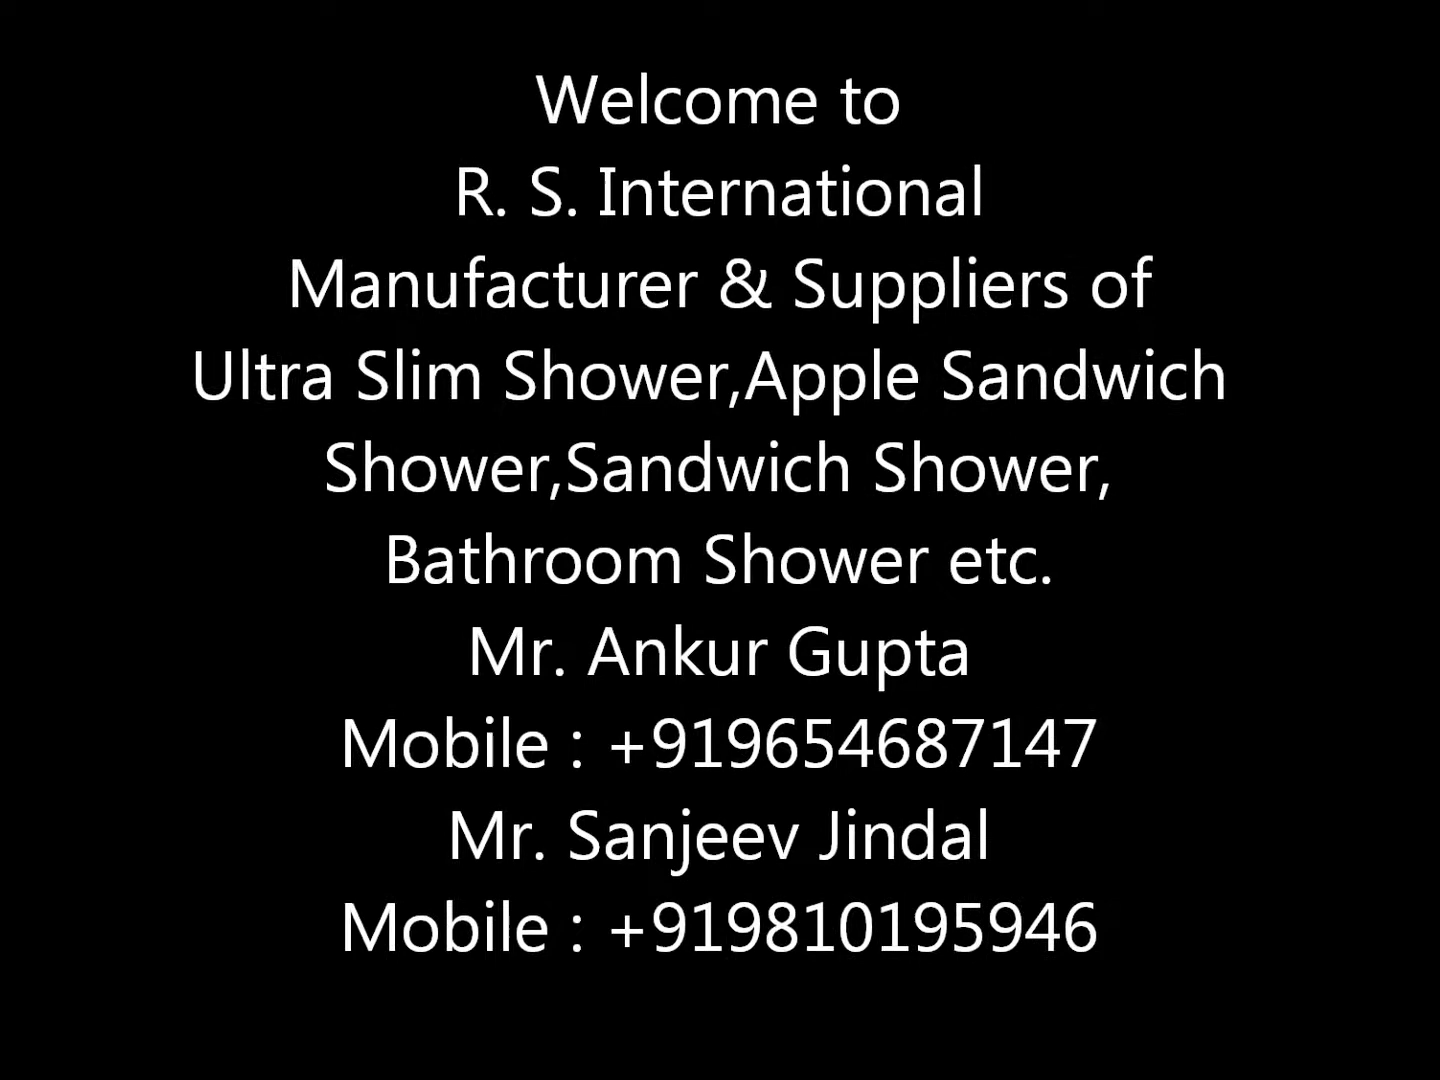 Welcome to
R. S. International
Manufacturer & Suppliers of
Ultra Slim Shower,Apple Sandwich
Shower,Sandwich Shower,
Bathroom Shower etc.
Mr. Ankur Gupta
Mobile : +919654687147
Mr. Sanjeev Jindal
Mobile : +919810195946